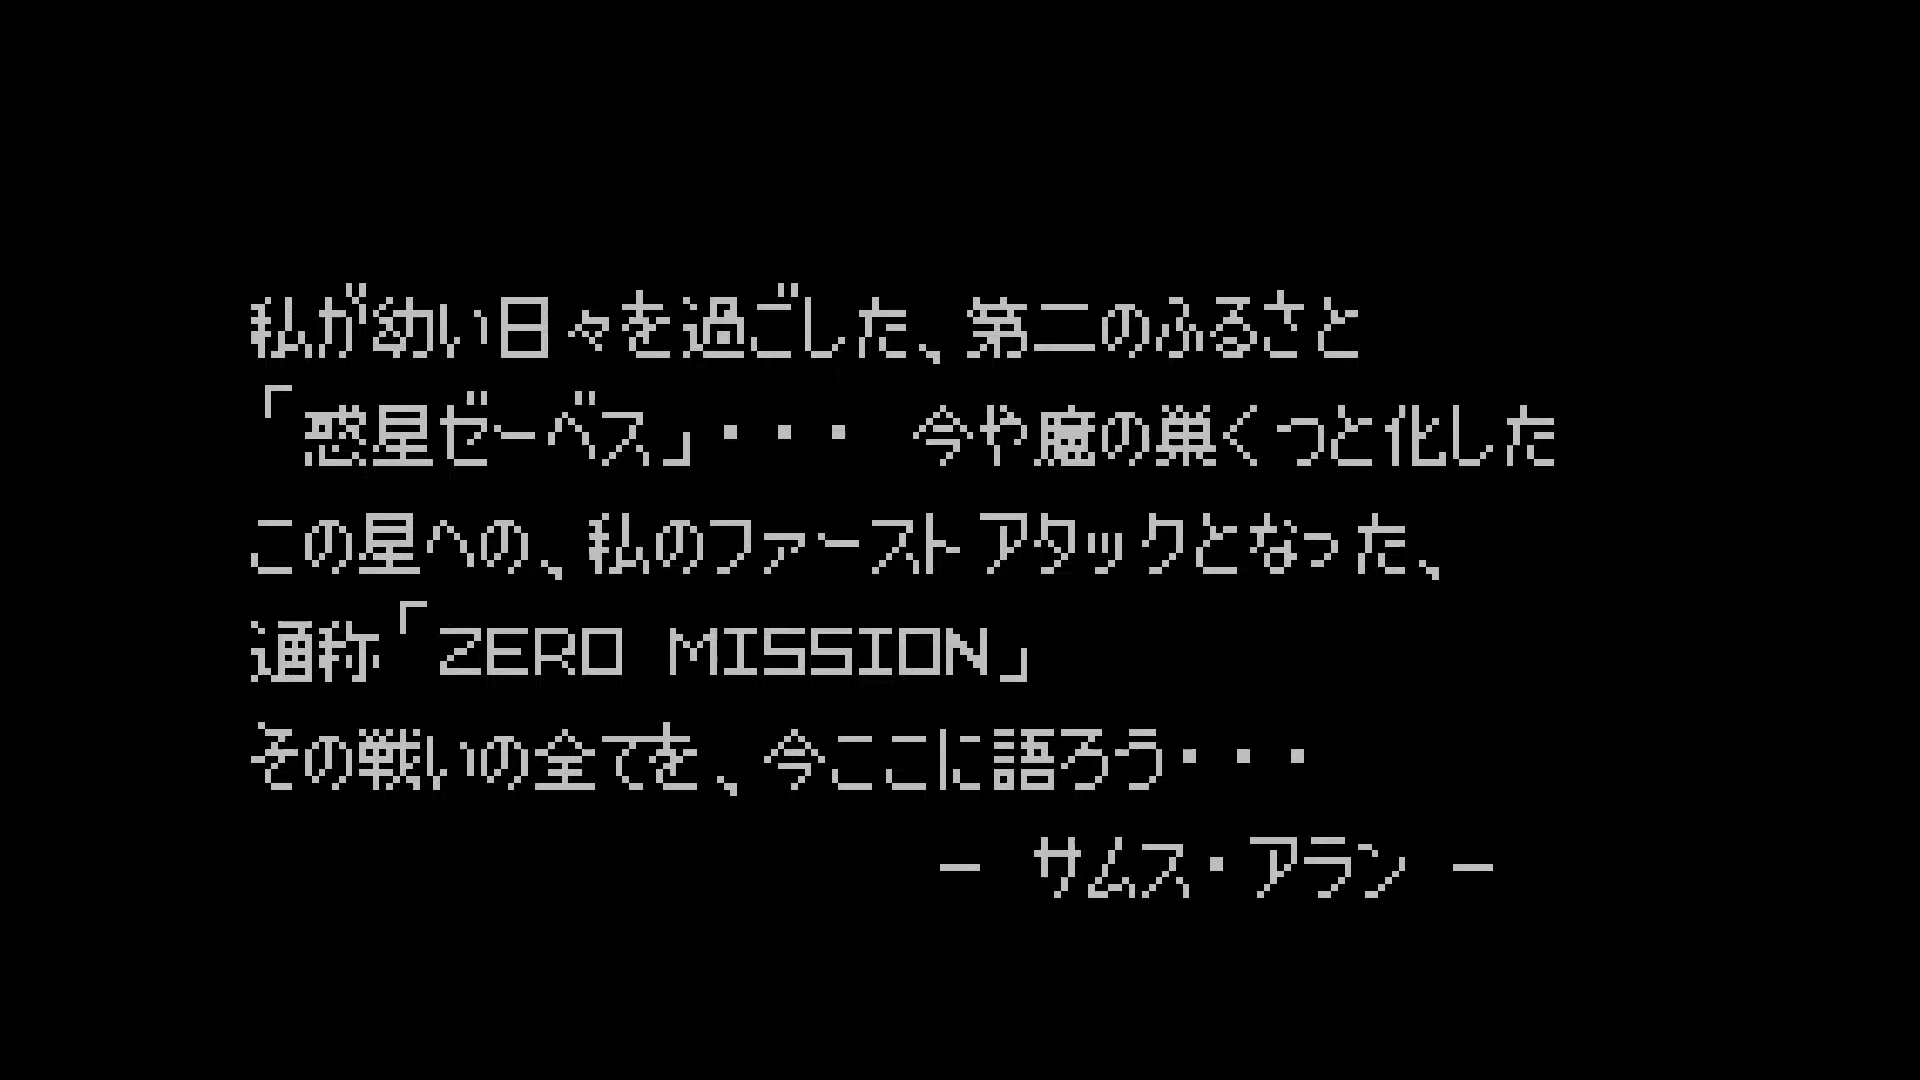 私が幼い日々を過ごした、第二のふるさと
「惑星ゼーベス」・・・ 今や魔の巣くつと化した
この星への、私のファーストアタックとなった、
通称「ZERO MISSION」
その戦いの全てを、今ここに語ろう・・・
ー サムス・アラン ー